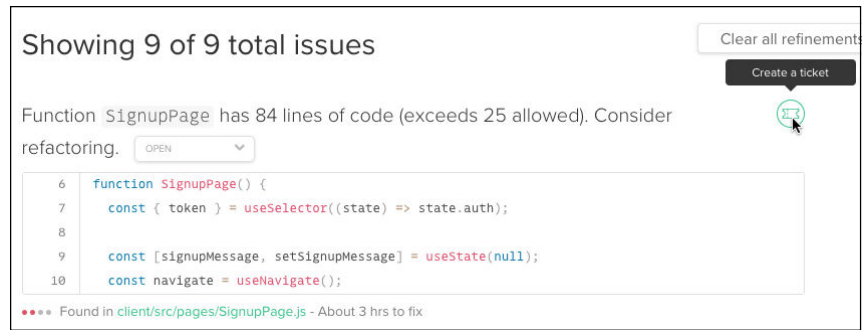 Showing 9 of 9 total issues
Clear all refinements
Create a ticket
Function SignupPage has 84 lines of code (exceeds 25 allowed). Consider
refactoring. OPEN
6 function SignupPage() {
7 const { token } = useSelector((state) => state.auth);
8
9 const [signupMessage, setSignupMessage] = useState(null);
10 const navigate = useNavigate();
Found in client/src/pages/SignupPage.js - About 3 hrs to fix